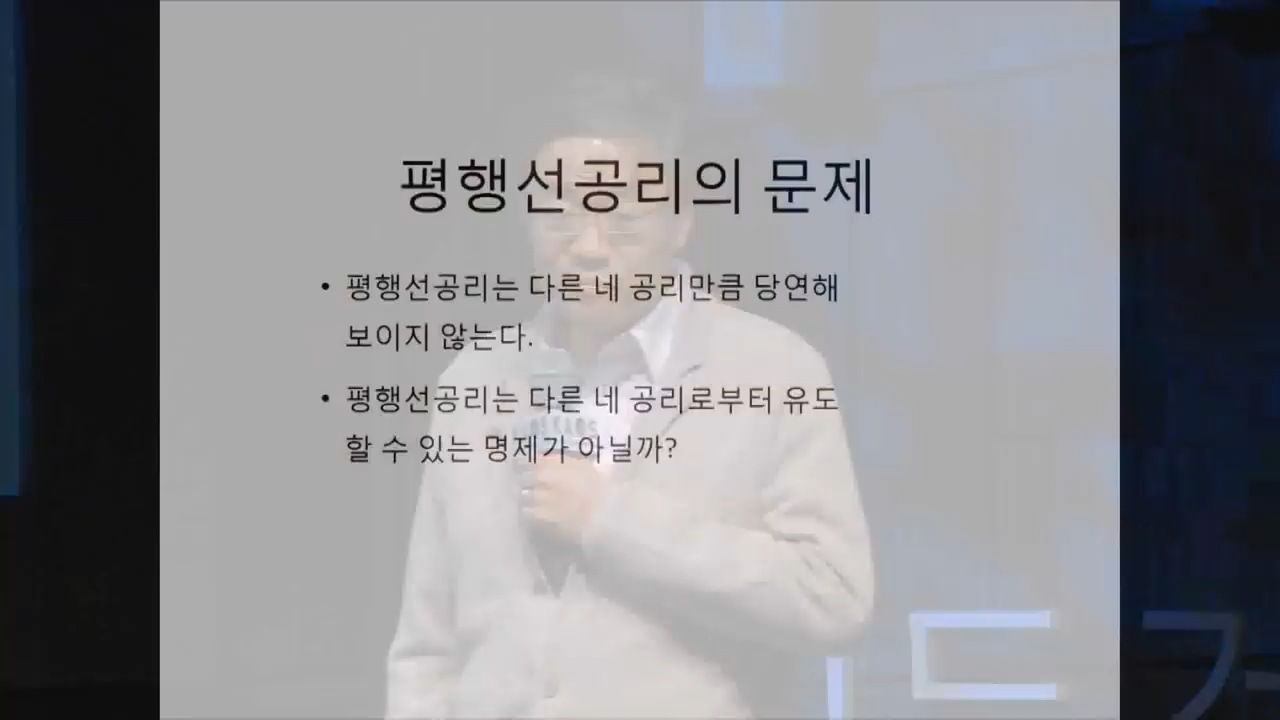 평행선공리의 문제
• 평행선공리는 다른 네 공리만큼 당연해
보이지 않는다.
• 평행선공리는 다른 네 공리로부터 유도
할 수 있는 명제가 아닐까?